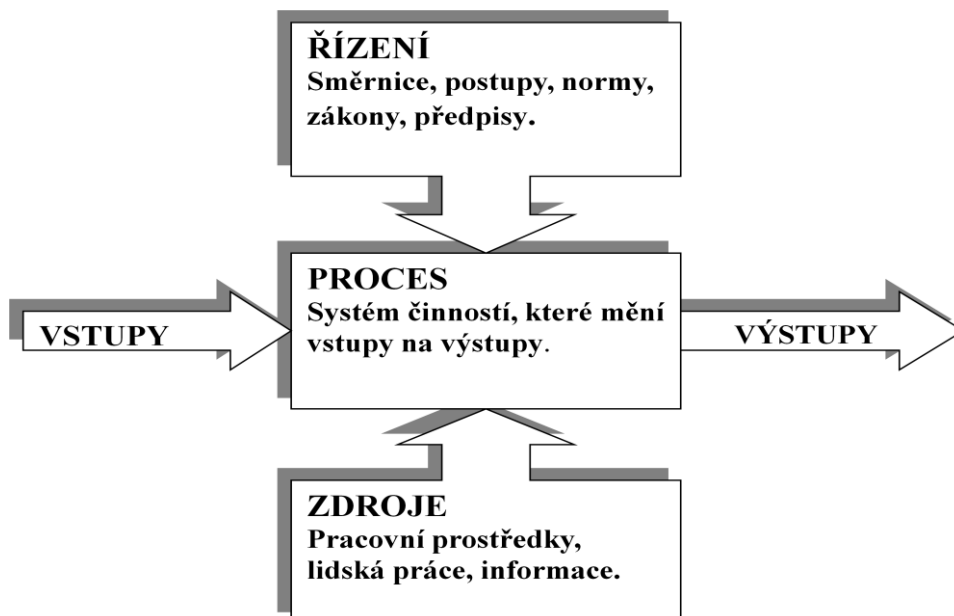 ŘÍZENÍ
Směrnice, postupy, normy,
zákony, předpisy.
PROCES
Systém činností, které mění
vstupy na výstupy.
VSTUPY
VÝSTUPY
ZDROJE
Pracovní prostředky,
lidská práce, informace.